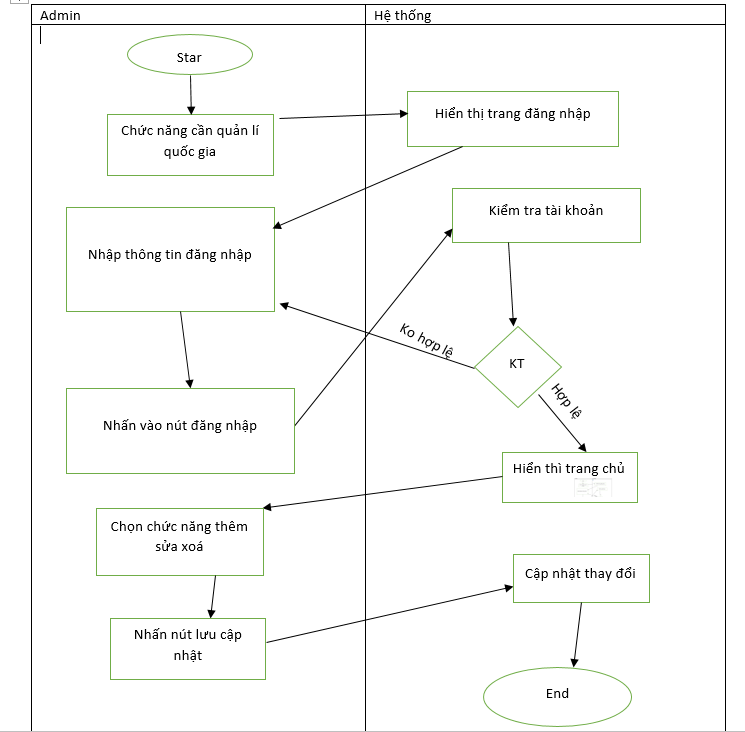 Admin
Hệ thống
Star
Chức năng cần quản lí
quốc gia
Hiển thị trang đăng nhập
Nhập thông tin đăng nhập
Kiểm tra tài khoản
Ko hợp lệ
KT
Hợp lệ
Nhấn vào nút đăng nhập
Hiển thì trang chủ
Chọn chức năng thêm
sửa xoá
Cập nhật thay đổi
Nhấn nút lưu cập
nhật
End